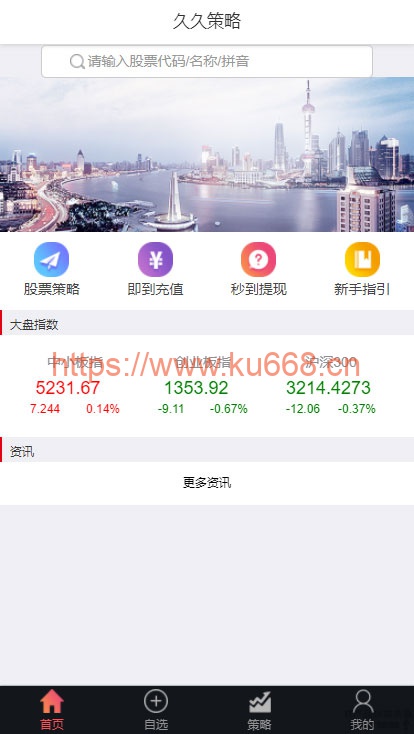 久久策略
请输入股票代码/名称/拼音
股票策略 即到充值 秒到提现 新手指引
大盘指数
中小板指 创业板指 沪深300
https://www.ku668.cn
5231.67 1353.92 3214.4273
7.244 0.14% -9.11 -0.67% -12.06 -0.37%
资讯
更多资讯
首页 自选 策略 我的